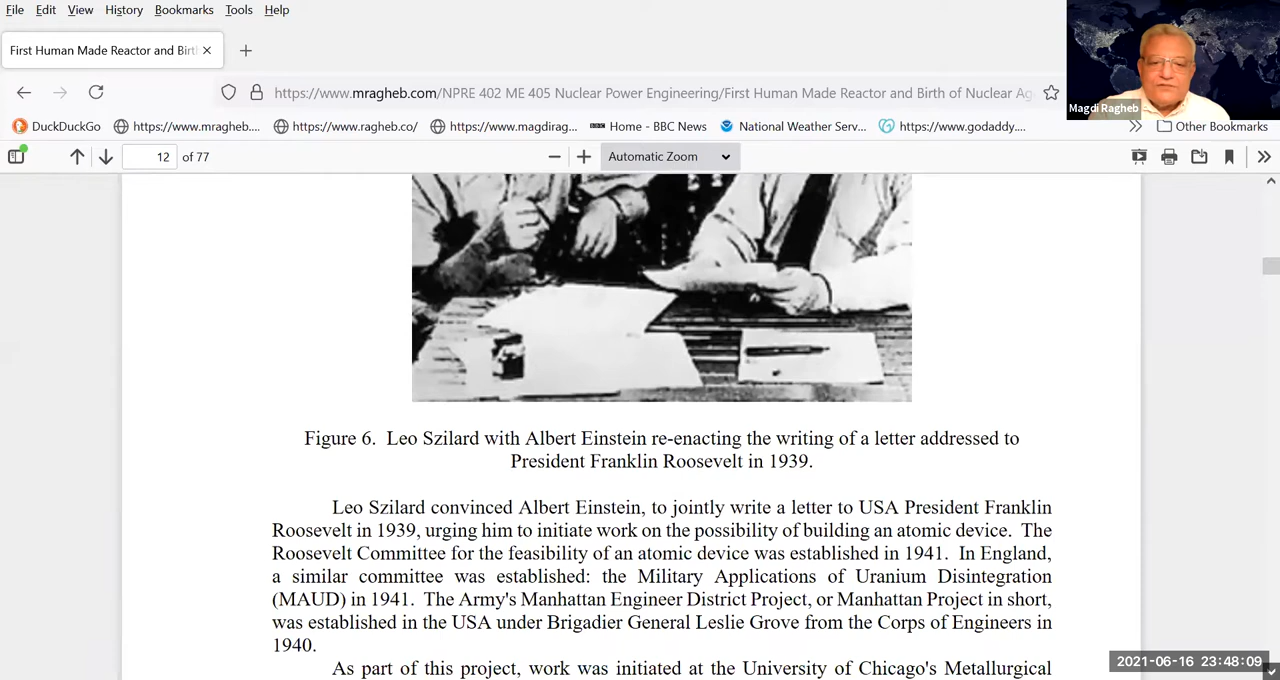 File Edit View History Bookmarks Tools Help
First Human Made Reactor and Birt
https://www.mragheb.com/NPRE 402 ME 405 Nuclear Power Engineering/First Human Made Reactor and Birth of Nuclear Ag
Magdi Ragheb
DuckDuckGo https://www.mragheb.... https://www.ragheb.co/ https://www.magdirag... BBC Home - BBC News National Weather Serv... https://www.godaddy.... Other Bookmarks
12 of 77 Automatic Zoom
Figure 6. Leo Szilard with Albert Einstein re-enacting the writing of a letter addressed to
President Franklin Roosevelt in 1939.
Leo Szilard convinced Albert Einstein, to jointly write a letter to USA President Franklin
Roosevelt in 1939, urging him to initiate work on the possibility of building an atomic device. The
Roosevelt Committee for the feasibility of an atomic device was established in 1941. In England,
a similar committee was established: the Military Applications of Uranium Disintegration
(MAUD) in 1941. The Army's Manhattan Engineer District Project, or Manhattan Project in short,
was established in the USA under Brigadier General Leslie Grove from the Corps of Engineers in
1940.
As part of this project, work was initiated at the University of Chicago's Metallurgical
2021-06-16 23:48:09